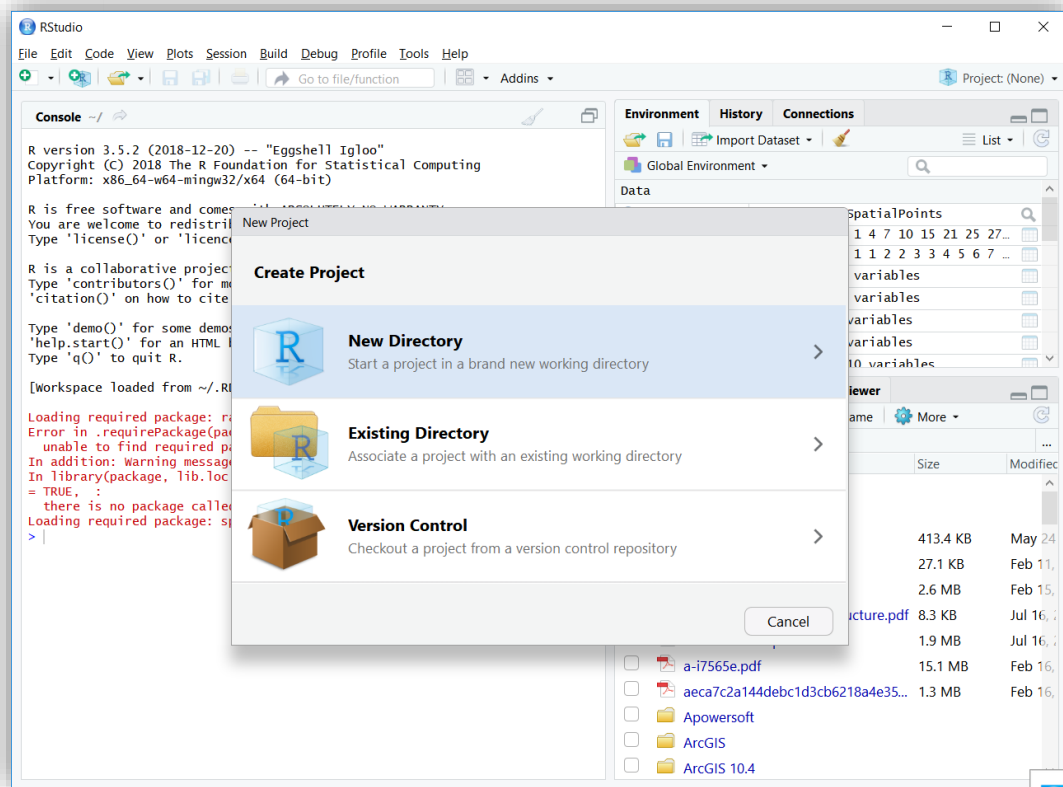 RStudio
File Edit Code View Plots Session Build Debug Profile Tools Help
Go to file/function
Addins
Project: (None)
Console ~/
R version 3.5.2 (2018-12-20) -- "Eggshell Igloo"
Copyright (C) 2018 The R Foundation for Statistical Computing
Platform: x86_64-w64-mingw32/x64 (64-bit)
R is free software and comes with ABSOLUTELY NO WARRANTY
You are welcome to redistrib
Type 'license()' or 'licenc
R is a collaborative projec
Type 'contributors()' for m
'citation()' on how to cite
Type 'demo()' for some demos
'help.start()' for an HTML
Type 'q()' to quit R.
[Workspace loaded from ~/.R
Loading required package: ra
Error in .requirePackage(pa
unable to find required pa
In addition: Warning message
In library(package, lib.loc
= TRUE, :
there is no package calle
Loading required package: sp
>
New Project
Create Project
New Directory
Start a project in a brand new working directory
Existing Directory
Associate a project with an existing working directory
Version Control
Checkout a project from a version control repository
Cancel
Environment History Connections
Import Dataset
List
Global Environment
Data
SpatialPoints
1 4 7 10 15 21 25 27…
1 1 2 2 3 3 4 5 6 7 …
variables
variables
variables
variables
10 variables
iewer
ame
More
...
Size Modified
413.4 KB May 24
27.1 KB Feb 11,
2.6 MB Feb 15,
ucture.pdf 8.3 KB Jul 16,
1.9 MB Jul 16,
a-i7565e.pdf 15.1 MB Feb 16,
aeca7c2a144debc1d3cb6218a4e35... 1.3 MB Feb 16,
Apowersoft
ArcGIS
ArcGIS 10.4